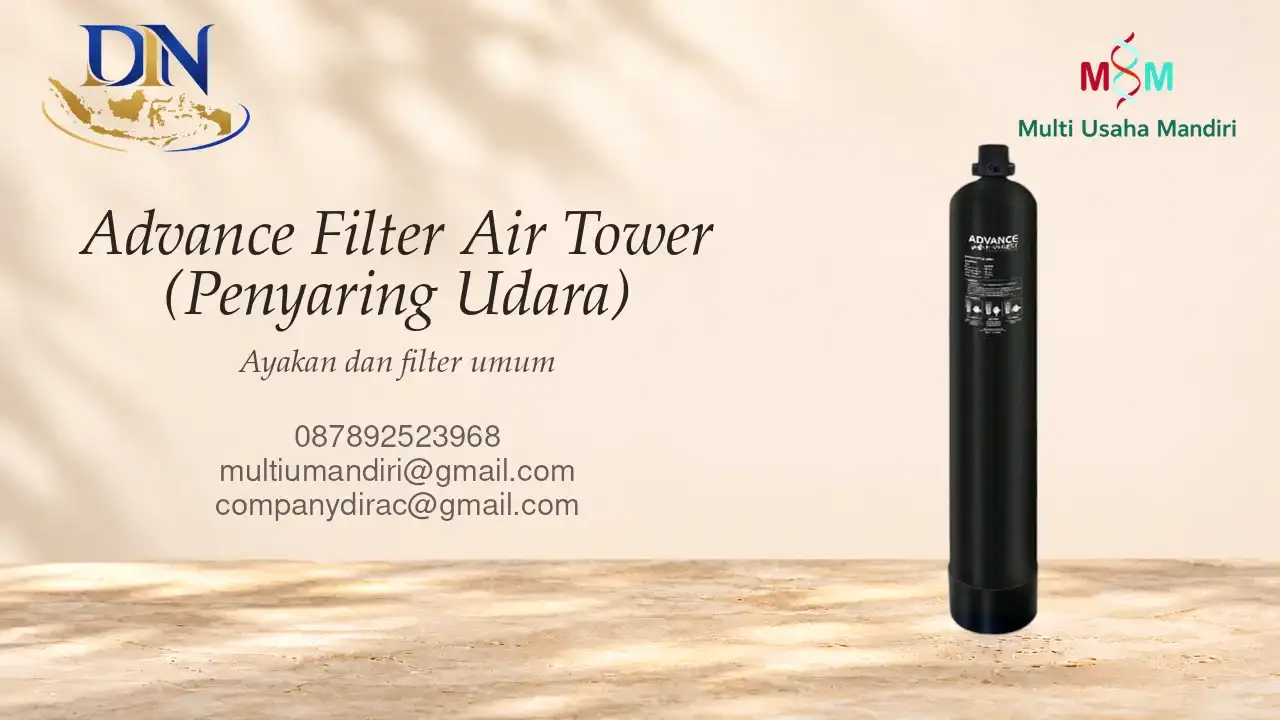 DIN
M M
Multi Usaha Mandiri
Advance Filter Air Tower
(Penyaring Udara)
Ayakan dan filter umum
087892523968
multiumandiri@gmail.com
companydirac@gmail.com
ADVANCE